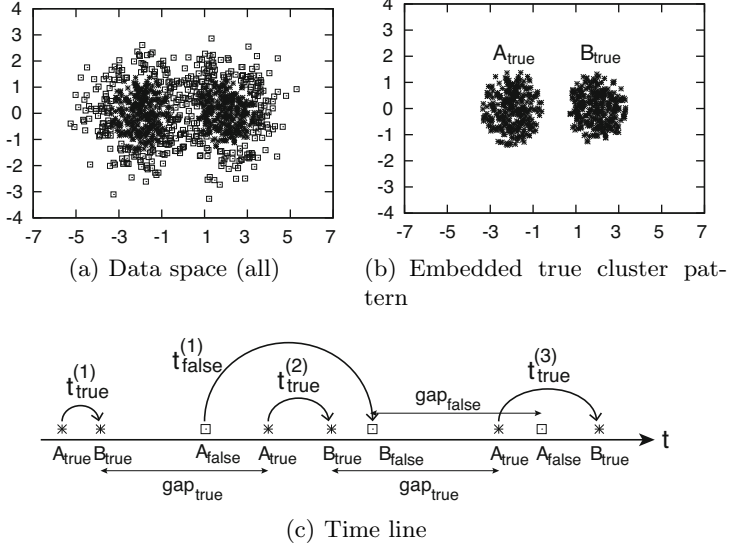 4
3
2
1
0
-1
-2
-3
-4
-7 -5 -3 -1 1 3 5 7
(a) Data space (all)
4
3
2
1
0
-1
-2
-3
-4
A_true B_true
-7 -5 -3 -1 1 3 5 7
(b) Embedded true cluster pat-
tern
t_true^(1) t_false^(1) t_true^(2) t_true^(3)
gap_false
t
A_true B_true A_false A_true B_true B_false A_true A_false B_true
gap_true gap_true
(c) Time line